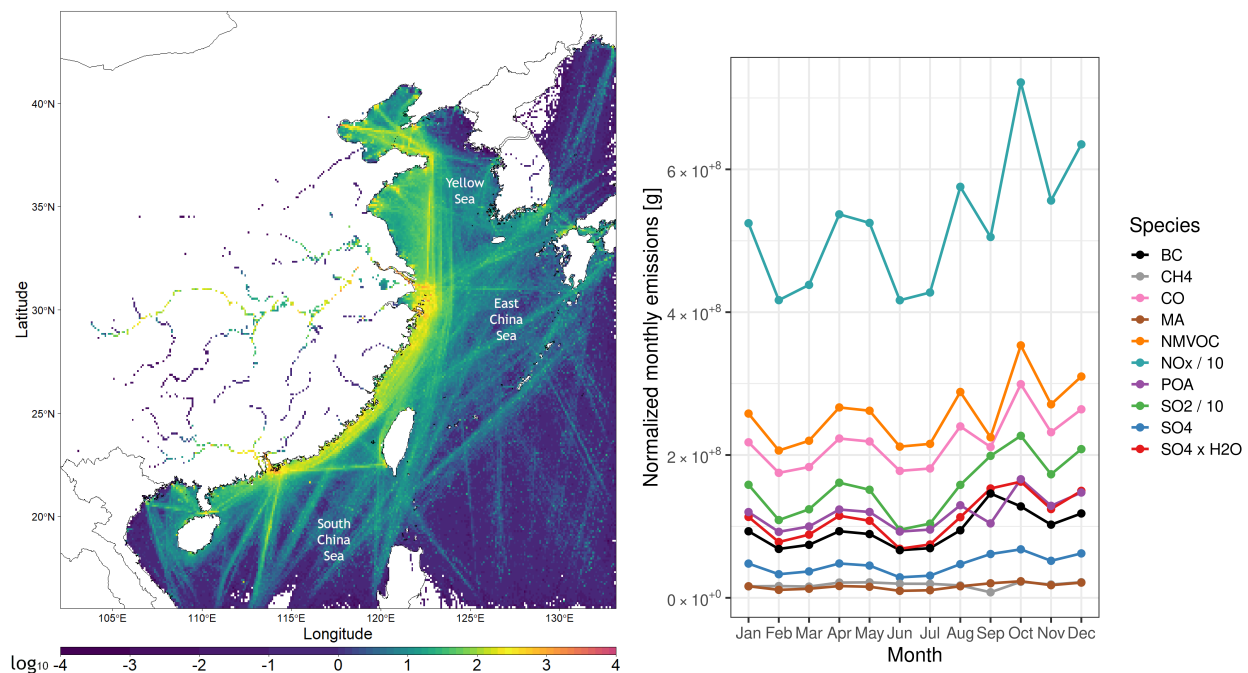 40°N
35°N
30°N
25°N
20°N
Latitude
Yellow
Sea
East
China
Sea
South
China
Sea
105°E 110°E 115°E 120°E 125°E 130°E
Longitude
log10 -4 -3 -2 -1 0 1 2 3 4
Normalized monthly emissions [g]
6 × 10^+8
4 × 10^+8
2 × 10^+8
0 × 10^+0
Jan Feb Mar Apr May Jun Jul Aug Sep Oct Nov Dec
Month
Species
BC
CH4
CO
MA
NMVOC
NOx / 10
POA
SO2 / 10
SO4
SO4 x H2O